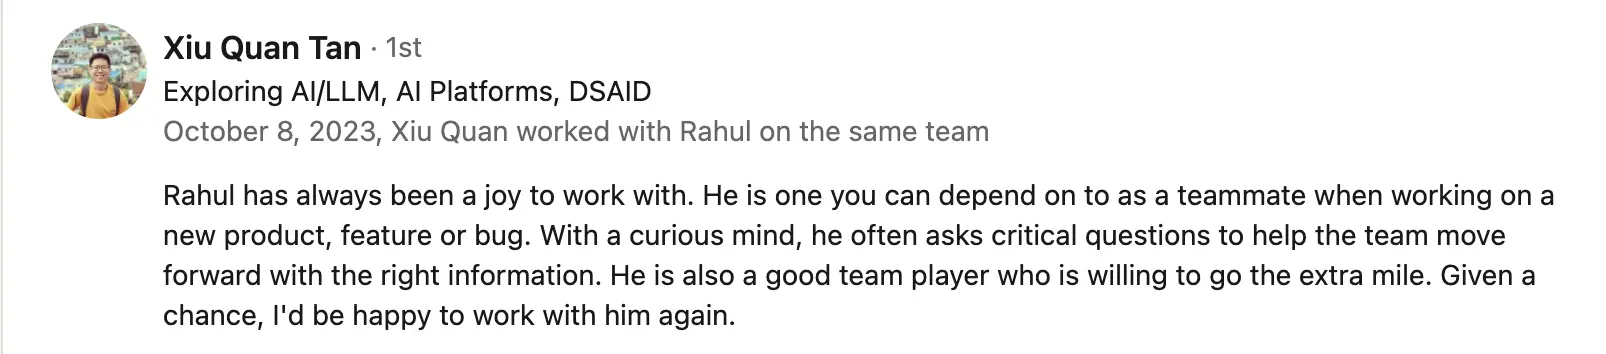 Xiu Quan Tan · 1st
Exploring AI/LLM, AI Platforms, DSAID
October 8, 2023, Xiu Quan worked with Rahul on the same team
Rahul has always been a joy to work with. He is one you can depend on to as a teammate when working on a
new product, feature or bug. With a curious mind, he often asks critical questions to help the team move
forward with the right information. He is also a good team player who is willing to go the extra mile. Given a
chance, I'd be happy to work with him again.